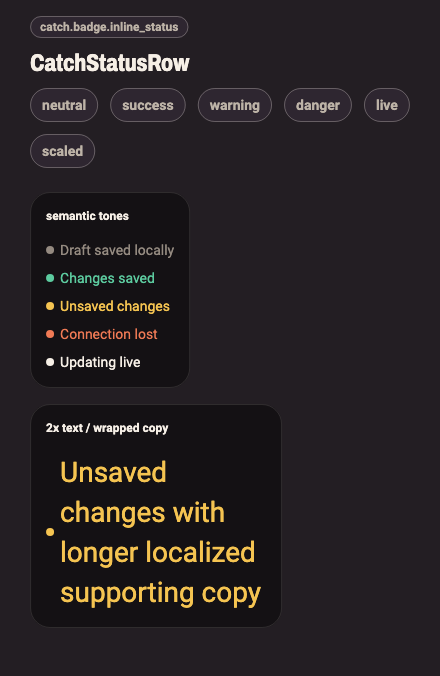 catch.badge.inline_status
CatchStatusRow
neutral
success
warning
danger
live
scaled
semantic tones
Draft saved locally
Changes saved
Unsaved changes
Connection lost
Updating live
2x text / wrapped copy
Unsaved
changes with
longer localized
supporting copy